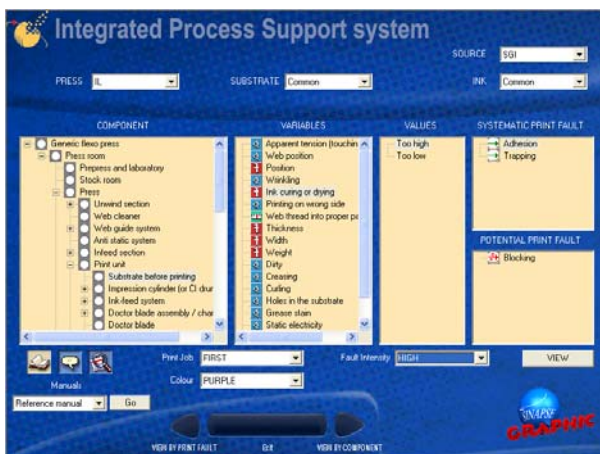 Integrated Process Support system
SOURCE SGI
PRESS IL SUBSTRATE Common INK Common
COMPONENT
Generic flexo press
Press room
Prepress and laboratory
Stock room
Press
Unwind section
Web cleaner
Web guide system
Anti static system
Infeed section
Print unit
Substrate before printing
Impression cylinder (or CI drur
Ink-feed system
Doctor blade assembly / char
Doctor blade
VARIABLES
Apparent tension (touchin
Web position
Position
Wrinkling
Ink curing or drying
Printing on wrong side
Web thread into proper pa
Thickness
Width
Weight
Dirty
Creasing
Curling
Holes in the substrate
Grease stain
Static electricity
VALUES
Too high
Too low
SYSTEMATIC PRINT FAULT
Adhesion
Trapping
POTENTIAL PRINT FAULT
Blocking
Print Job FIRST Fault Intensity HIGH VIEW
Colour PURPLE
Manuals
Reference manual Go
VIEW BY PRINT FAULT Exit VIEW BY COMPONENT
SINAPSE
GRAPHIC